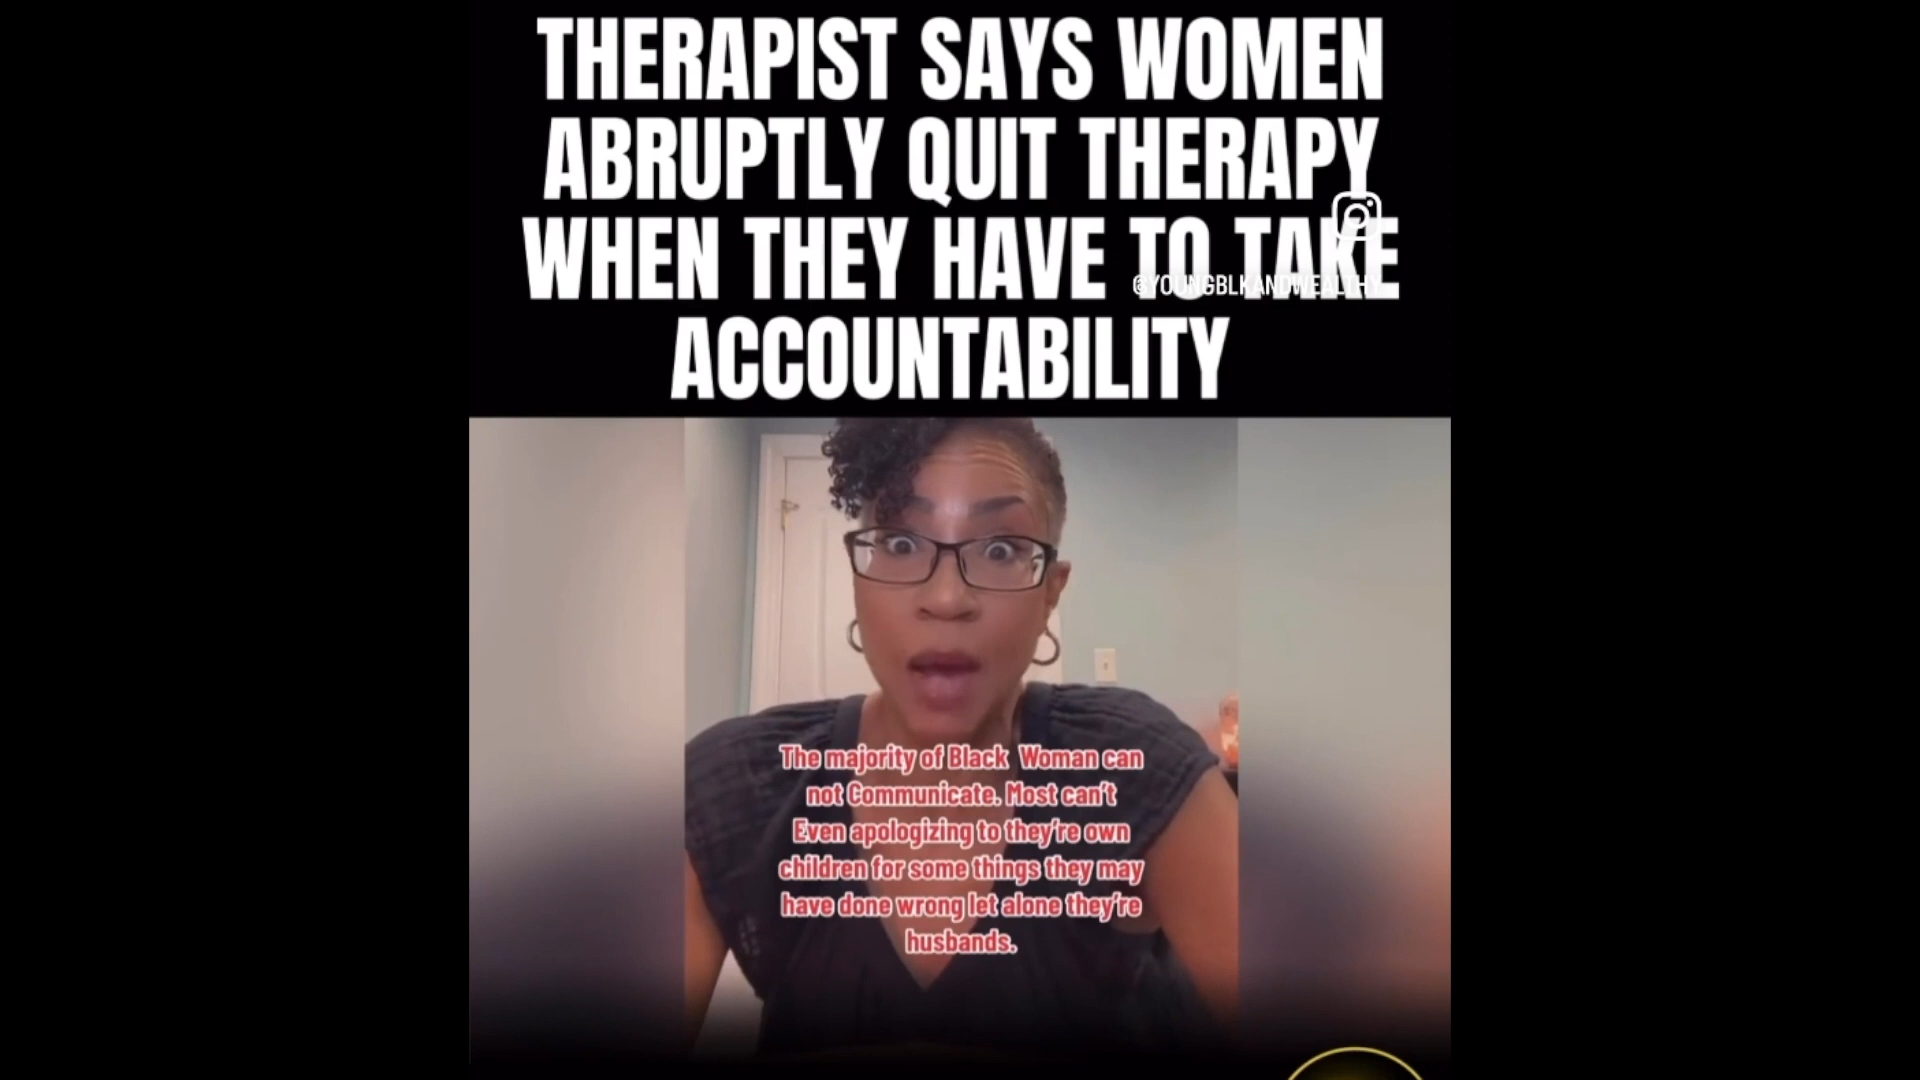 THERAPIST SAYS WOMEN
ABRUPTLY QUIT THERAPY
WHEN THEY HAVE TO TAKE
@YOUNGBLKANDWEALTHY
ACCOUNTABILITY
The majority of Black Woman can
not Communicate. Most can't
Even apologizing to they're own
children for some things they may
have done wrong let alone they're
husbands.